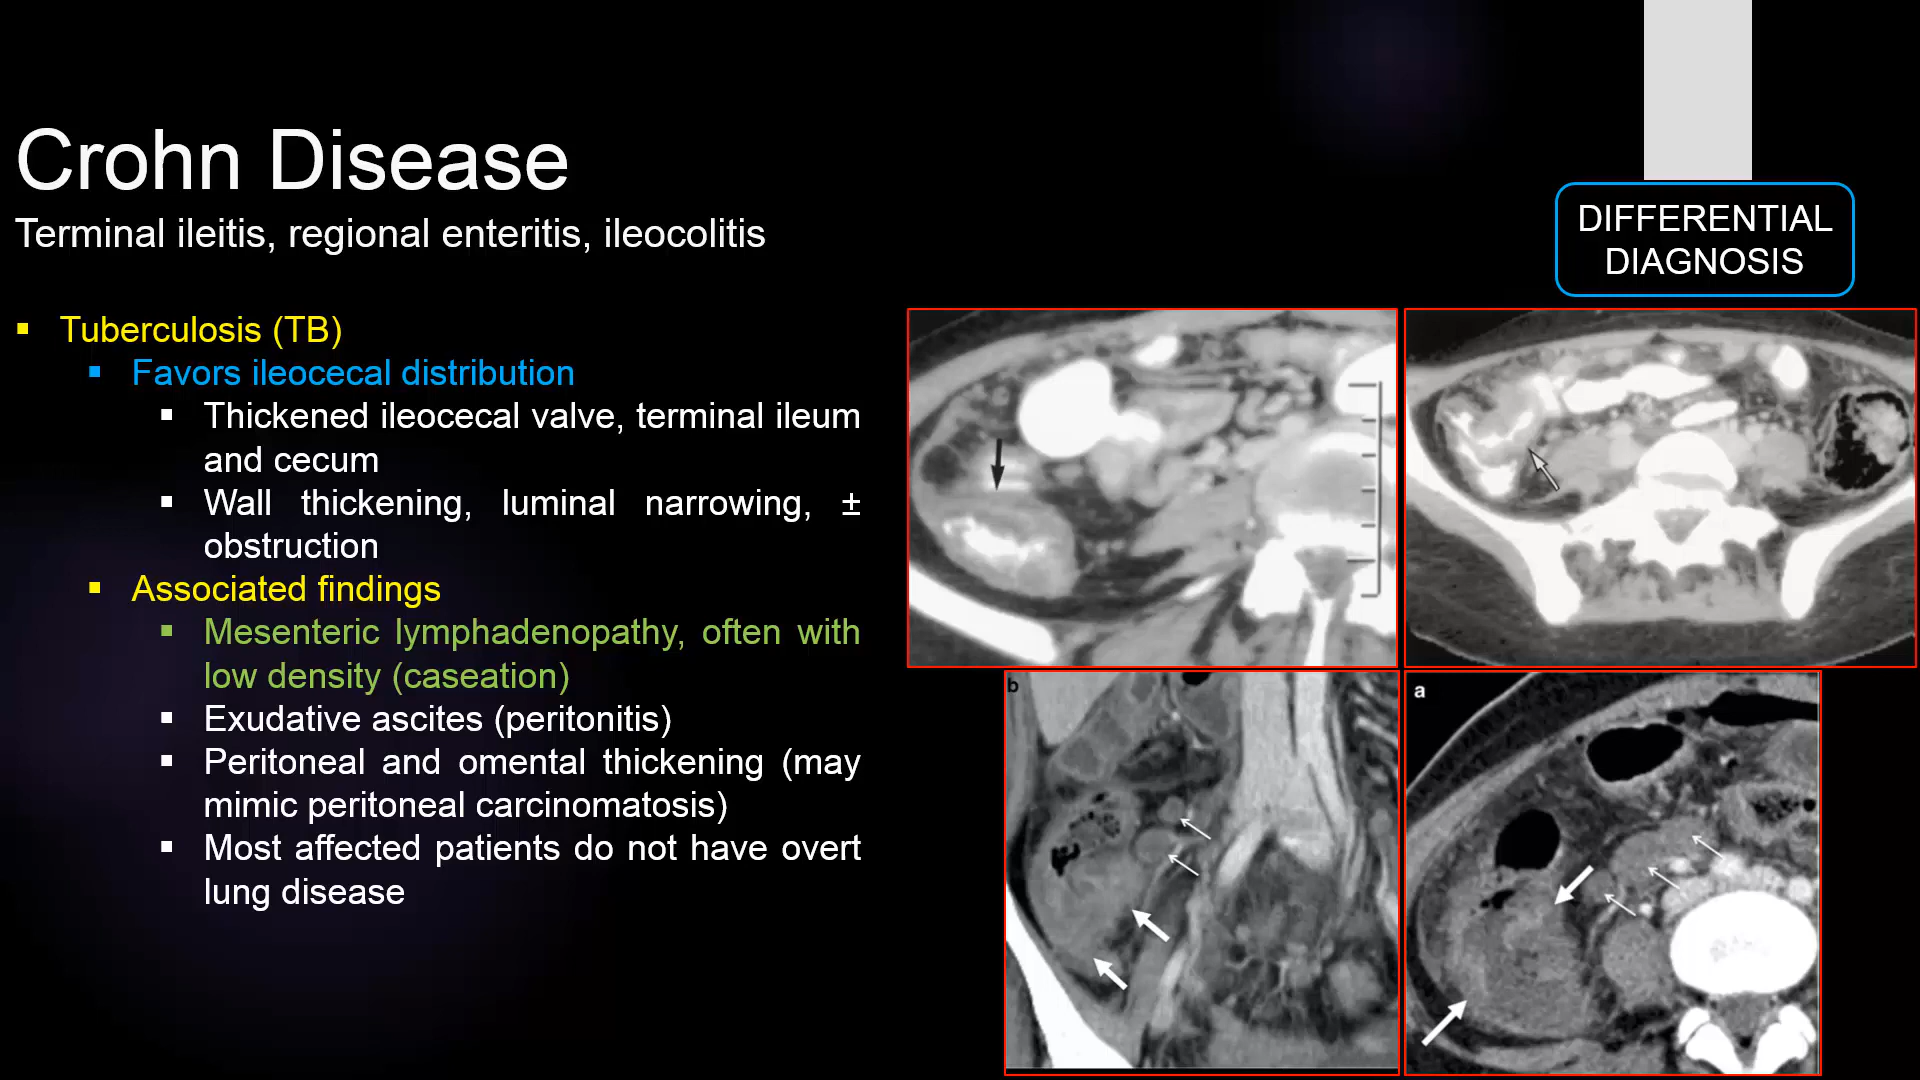 Crohn Disease
Terminal ileitis, regional enteritis, ileocolitis
DIFFERENTIAL
DIAGNOSIS
Tuberculosis (TB)
Favors ileocecal distribution
Thickened ileocecal valve, terminal ileum
and cecum
Wall thickening, luminal narrowing, ±
obstruction
Associated findings
Mesenteric lymphadenopathy, often with
low density (caseation)
Exudative ascites (peritonitis)
Peritoneal and omental thickening (may
mimic peritoneal carcinomatosis)
Most affected patients do not have overt
lung disease
b
a